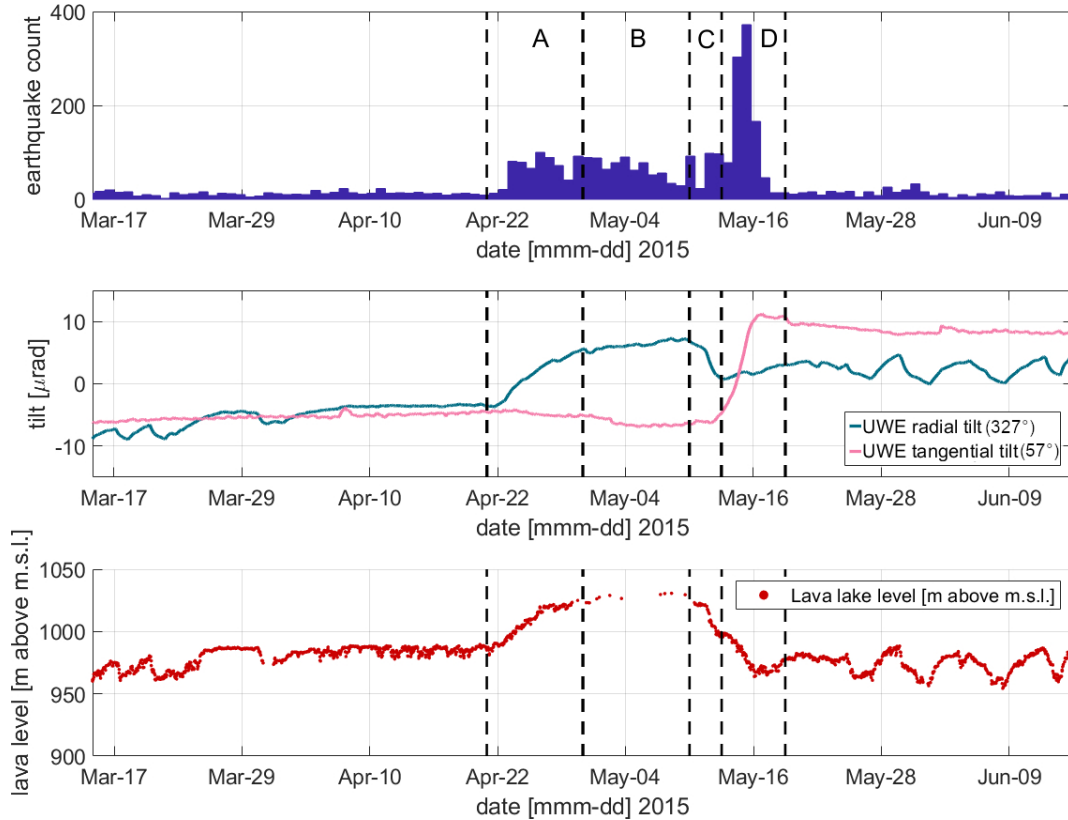 earthquake count
400
200
0
A B C D
Mar-17 Mar-29 Apr-10 Apr-22 May-04 May-16 May-28 Jun-09
date [mmm-dd] 2015
tilt [μrad]
10
0
-10
UWE radial tilt (327°)
UWE tangential tilt (57°)
Mar-17 Mar-29 Apr-10 Apr-22 May-04 May-16 May-28 Jun-09
date [mmm-dd] 2015
lava level [m above m.s.l.]
1050
1000
950
900
Lava lake level [m above m.s.l.]
Mar-17 Mar-29 Apr-10 Apr-22 May-04 May-16 May-28 Jun-09
date [mmm-dd] 2015